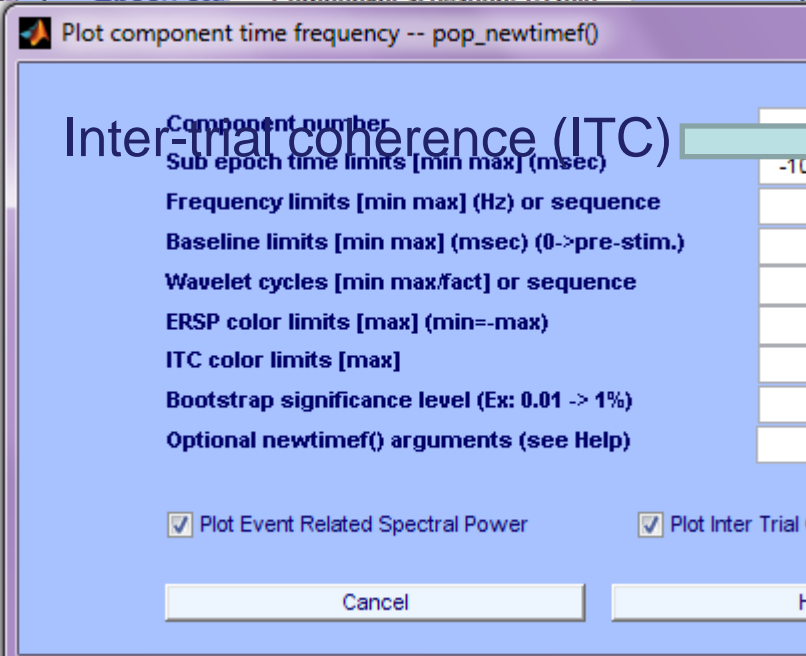 Plot component time frequency -- pop_newtimef()
Component number
Inter-trial coherence (ITC)
Sub epoch time limits [min max] (msec)
-10
Frequency limits [min max] (Hz) or sequence
Baseline limits [min max] (msec) (0->pre-stim.)
Wavelet cycles [min max/fact] or sequence
ERSP color limits [max] (min=-max)
ITC color limits [max]
Bootstrap significance level (Ex: 0.01 -> 1%)
Optional newtimef() arguments (see Help)
Plot Event Related Spectral Power
Plot Inter Trial
Cancel